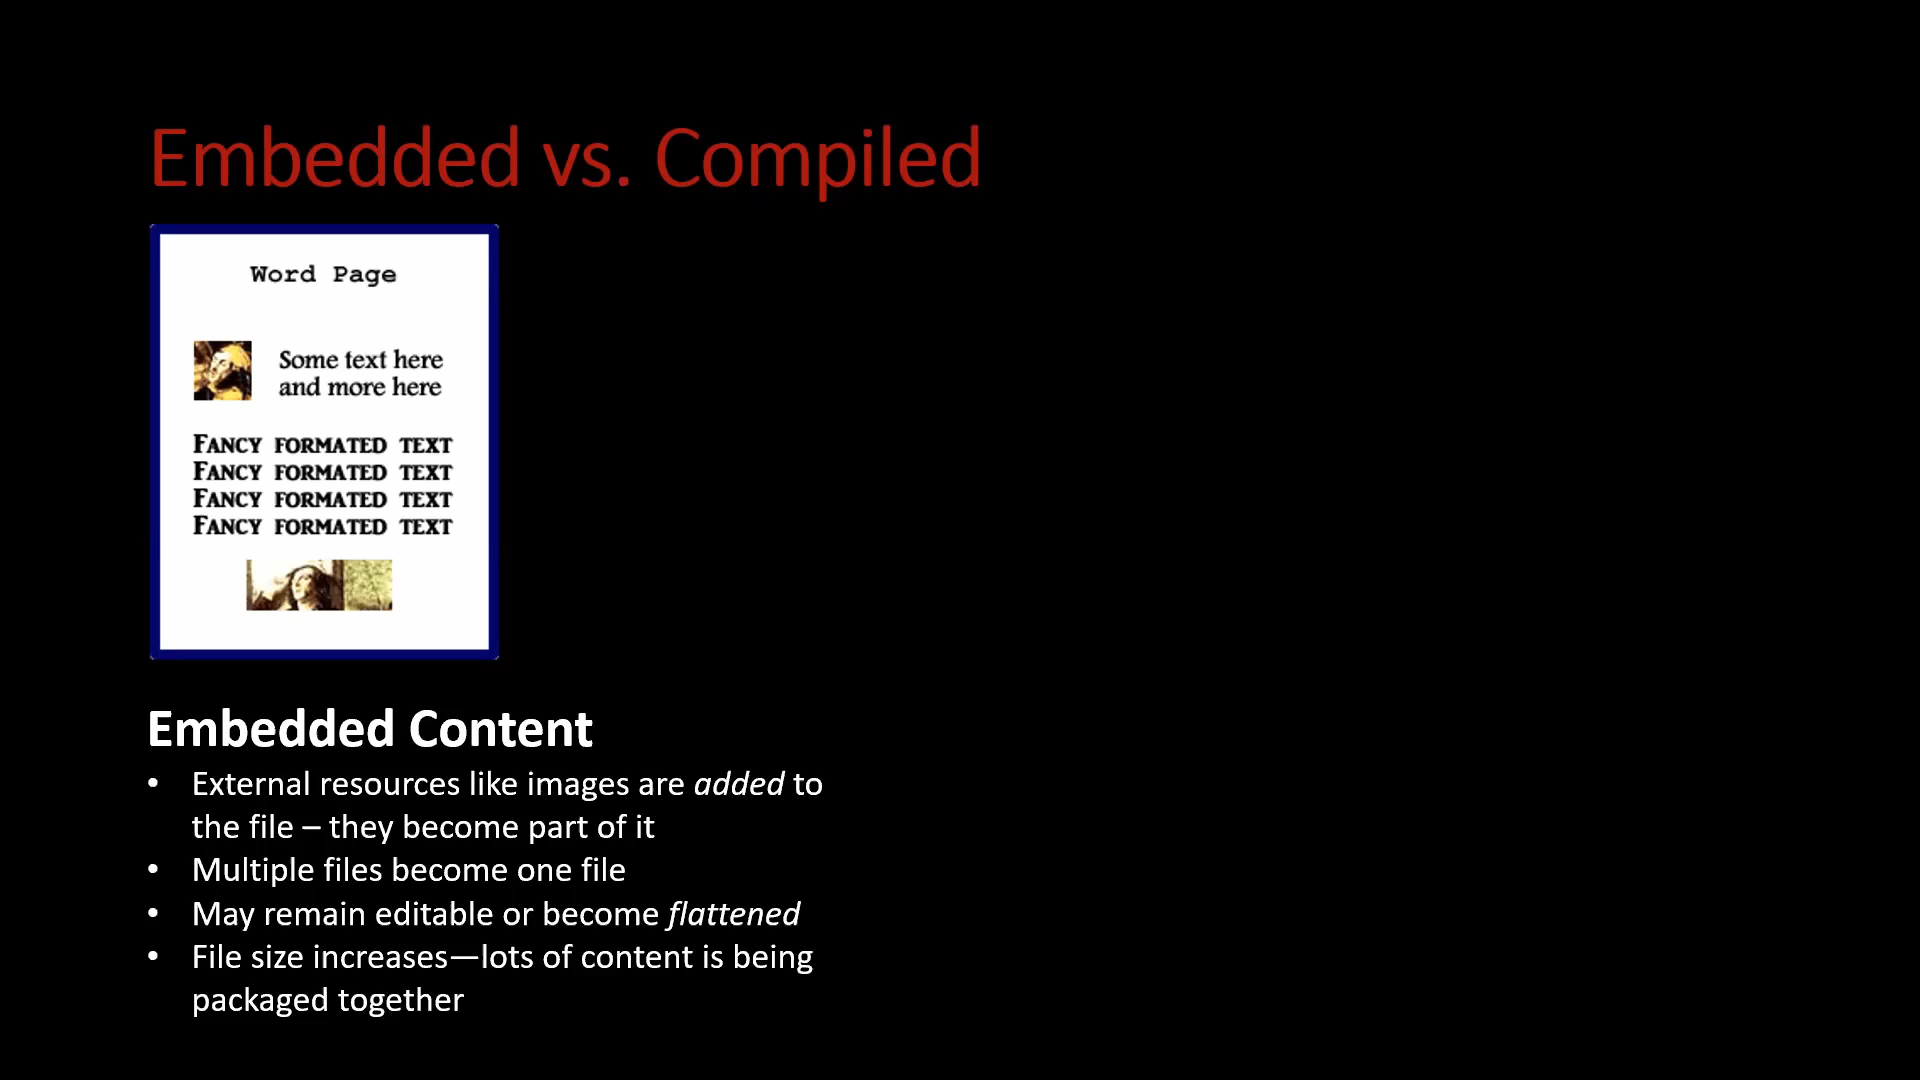 Embedded vs. Compiled
Word Page
Some text here
and more here
FANCY FORMATED TEXT
FANCY FORMATED TEXT
FANCY FORMATED TEXT
FANCY FORMATED TEXT
Embedded Content
• External resources like images are added to
the file – they become part of it
• Multiple files become one file
• May remain editable or become flattened
• File size increases—lots of content is being
packaged together